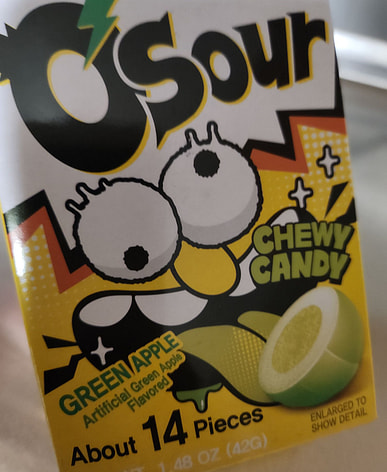 O'Sour
CHEWY
CANDY
GREEN APPLE
Artificial Green Apple
Flavored
About 14 Pieces
ENLARGED TO
SHOW DETAIL
1.48 OZ (42G)